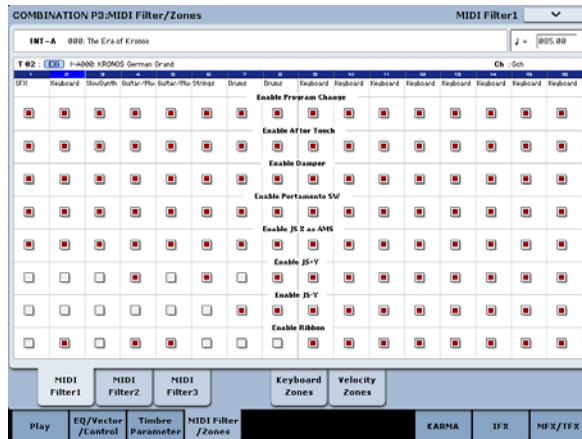 COMBINATION P3:MIDI Filter/Zones MIDI Filter1
INT-A 000: The Era of Kronos ♩ = 085.00
T 02 : EXi I-A000: KRONOS German Grand Ch : Gch
1 2 3 4 5 6 7 8 9 10 11 12 13 14 15 16
SFX Keyboard SlowSynth Guitar/Plu Guitar/Plu Strings Drums Drums Keyboard Keyboard Keyboard Keyboard Keyboard Keyboard Keyboard Keyboard
Enable Program Change
Enable After Touch
Enable Damper
Enable Portamento SW
Enable JS X as AMS
Enable JS+Y
Enable JS-Y
Enable Ribbon
MIDI Filter1 MIDI Filter2 MIDI Filter3 Keyboard Zones Velocity Zones
Play EQ/Vector /Control Timbre Parameter MIDI Filter /Zones KARMA IFX MFX/TFX